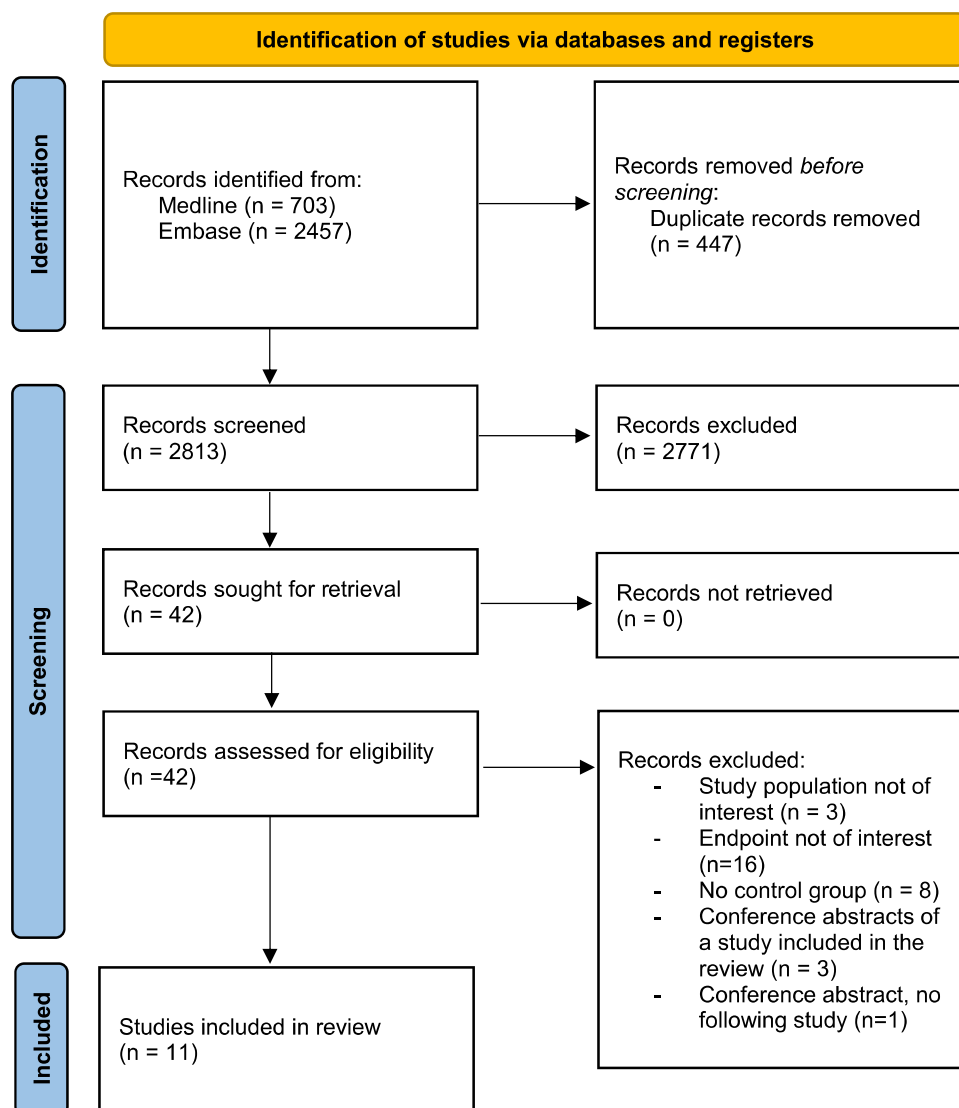 Identification of studies via databases and registers
Identification
Records identified from:
Medline (n = 703)
Embase (n = 2457)
Records removed before
screening:
Duplicate records removed
(n = 447)
Screening
Records screened
(n = 2813)
Records excluded
(n = 2771)
Records sought for retrieval
(n = 42)
Records not retrieved
(n = 0)
Records assessed for eligibility
(n =42)
Records excluded:
- Study population not of
interest (n = 3)
- Endpoint not of interest
(n=16)
- No control group (n = 8)
- Conference abstracts of
a study included in the
review (n = 3)
- Conference abstract, no
following study (n=1)
Included
Studies included in review
(n = 11)